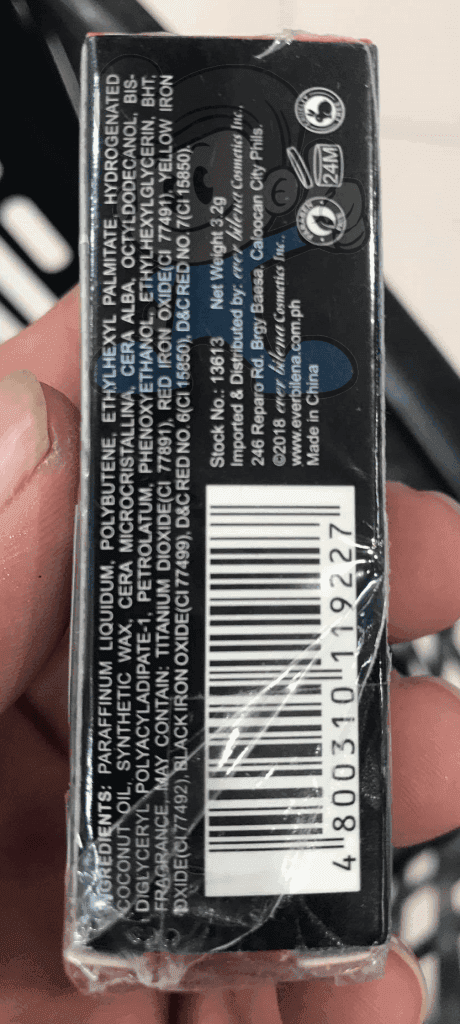 INGREDIENTS: PARAFFINUM LIQUIDUM, POLYBUTENE, ETHYLHEXYL PALMITATE, HYDROGENATED
COCONUT OIL, SYNTHETIC WAX, CERA MICROCRISTALLINA, CERA ALBA, OCTYLDODECANOL, BIS-
DIGLYCERYL POLYACYLADIPATE-1, PETROLATUM, PHENOXYETHANOL, ETHYLHEXYLGLYCERIN, BHT,
FRAGRANCE. MAY CONTAIN: TITANIUM DIOXIDE(CI 77891), RED IRON OXIDE(CI 77491), YELLOW IRON
OXIDE(CI 77492), BLACK IRON OXIDE(CI 77499), D&C RED NO. 6(CI 15850), D&C RED NO. 7(CI 15850).
Stock No.: 13613 Net Weight 3.2g
Imported & Distributed by: ever bilena Cosmetics Inc.,
246 Reparo Rd. Brgy Baesa, Caloocan City Phils.
©2018 ever bilena Cosmetics Inc.,
www.everbilena.com.ph
Made in China
24M
4 800310 119227